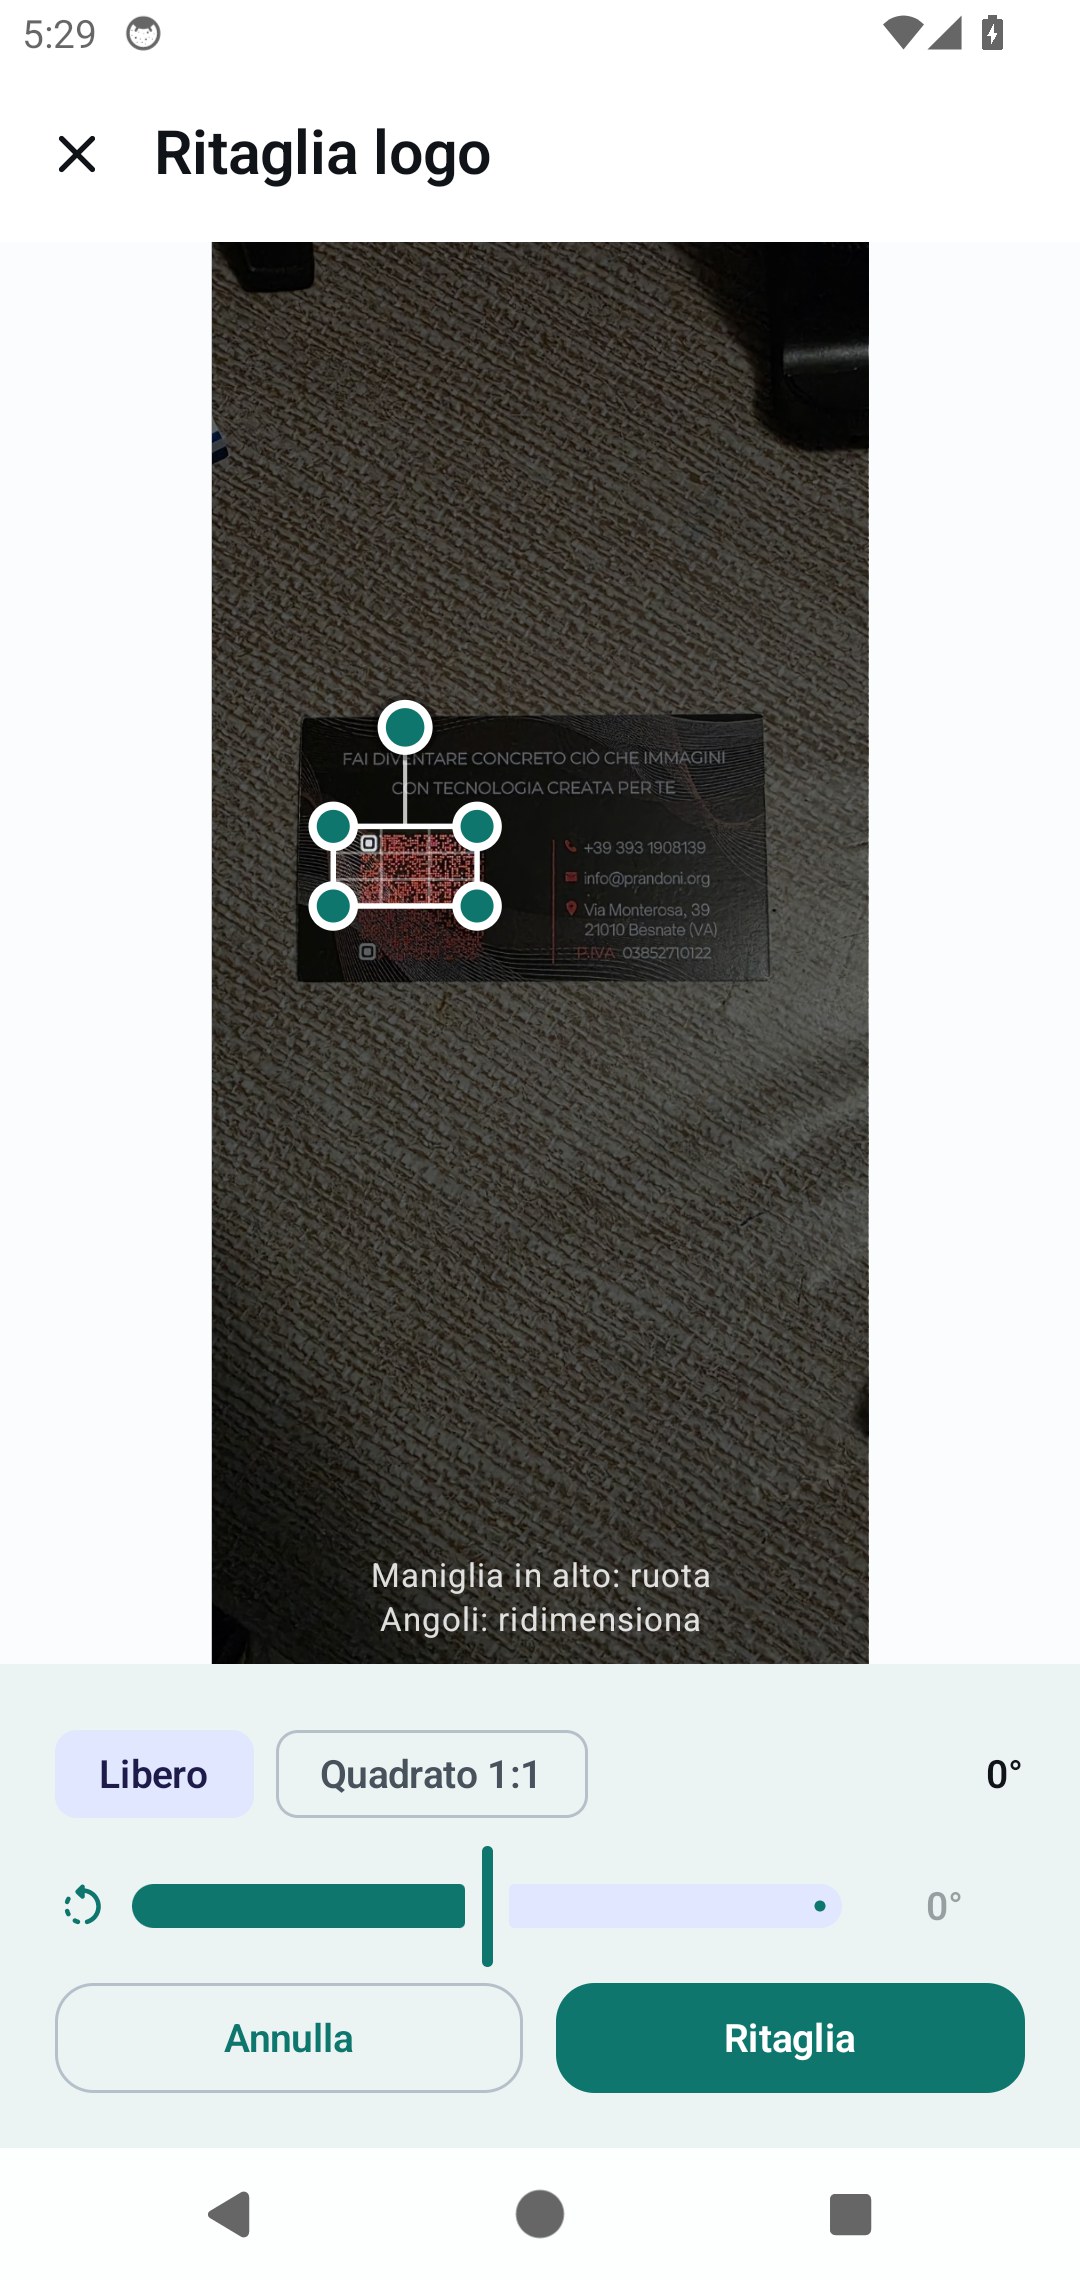 5:29
Ritaglia logo
FAI DIVENTARE CONCRETO CIÒ CHE IMMAGINI
CON TECNOLOGIA CREATA PER TE
+39 393 1908139
info@prandoni.org
Via Monterosa, 39
21010 Besnate (VA)
P.IVA 03852710122
Maniglia in alto: ruota
Angoli: ridimensiona
Libero
Quadrato 1:1
0°
0°
Annulla
Ritaglia